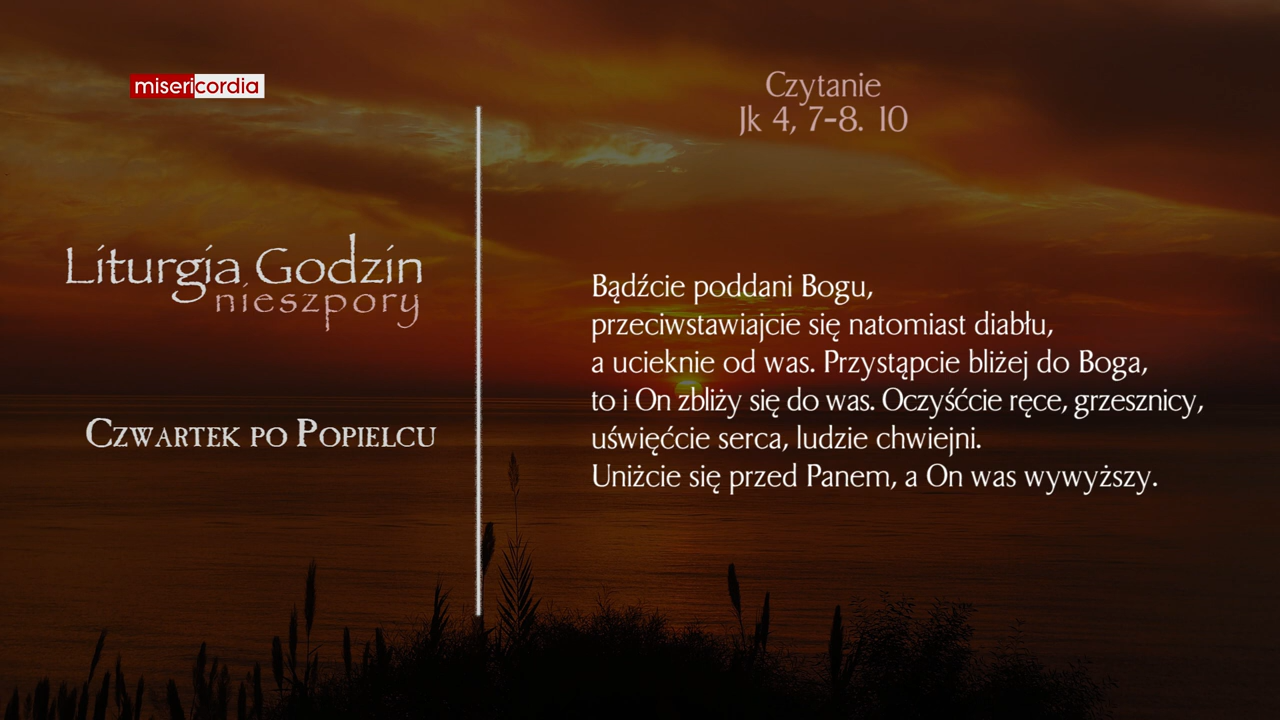 misericordia
Liturgia Godzin
nieszpory
Czwartek po Popielcu
Czytanie
Jk 4, 7-8. 10
Bądźcie poddani Bogu,
przeciwstawiajcie się natomiast diabłu,
a ucieknie od was. Przystąpcie bliżej do Boga,
to i On zbliży się do was. Oczyśćcie ręce, grzesznicy,
uświęćcie serca, ludzie chwiejni.
Uniżcie się przed Panem, a On was wywyższy.